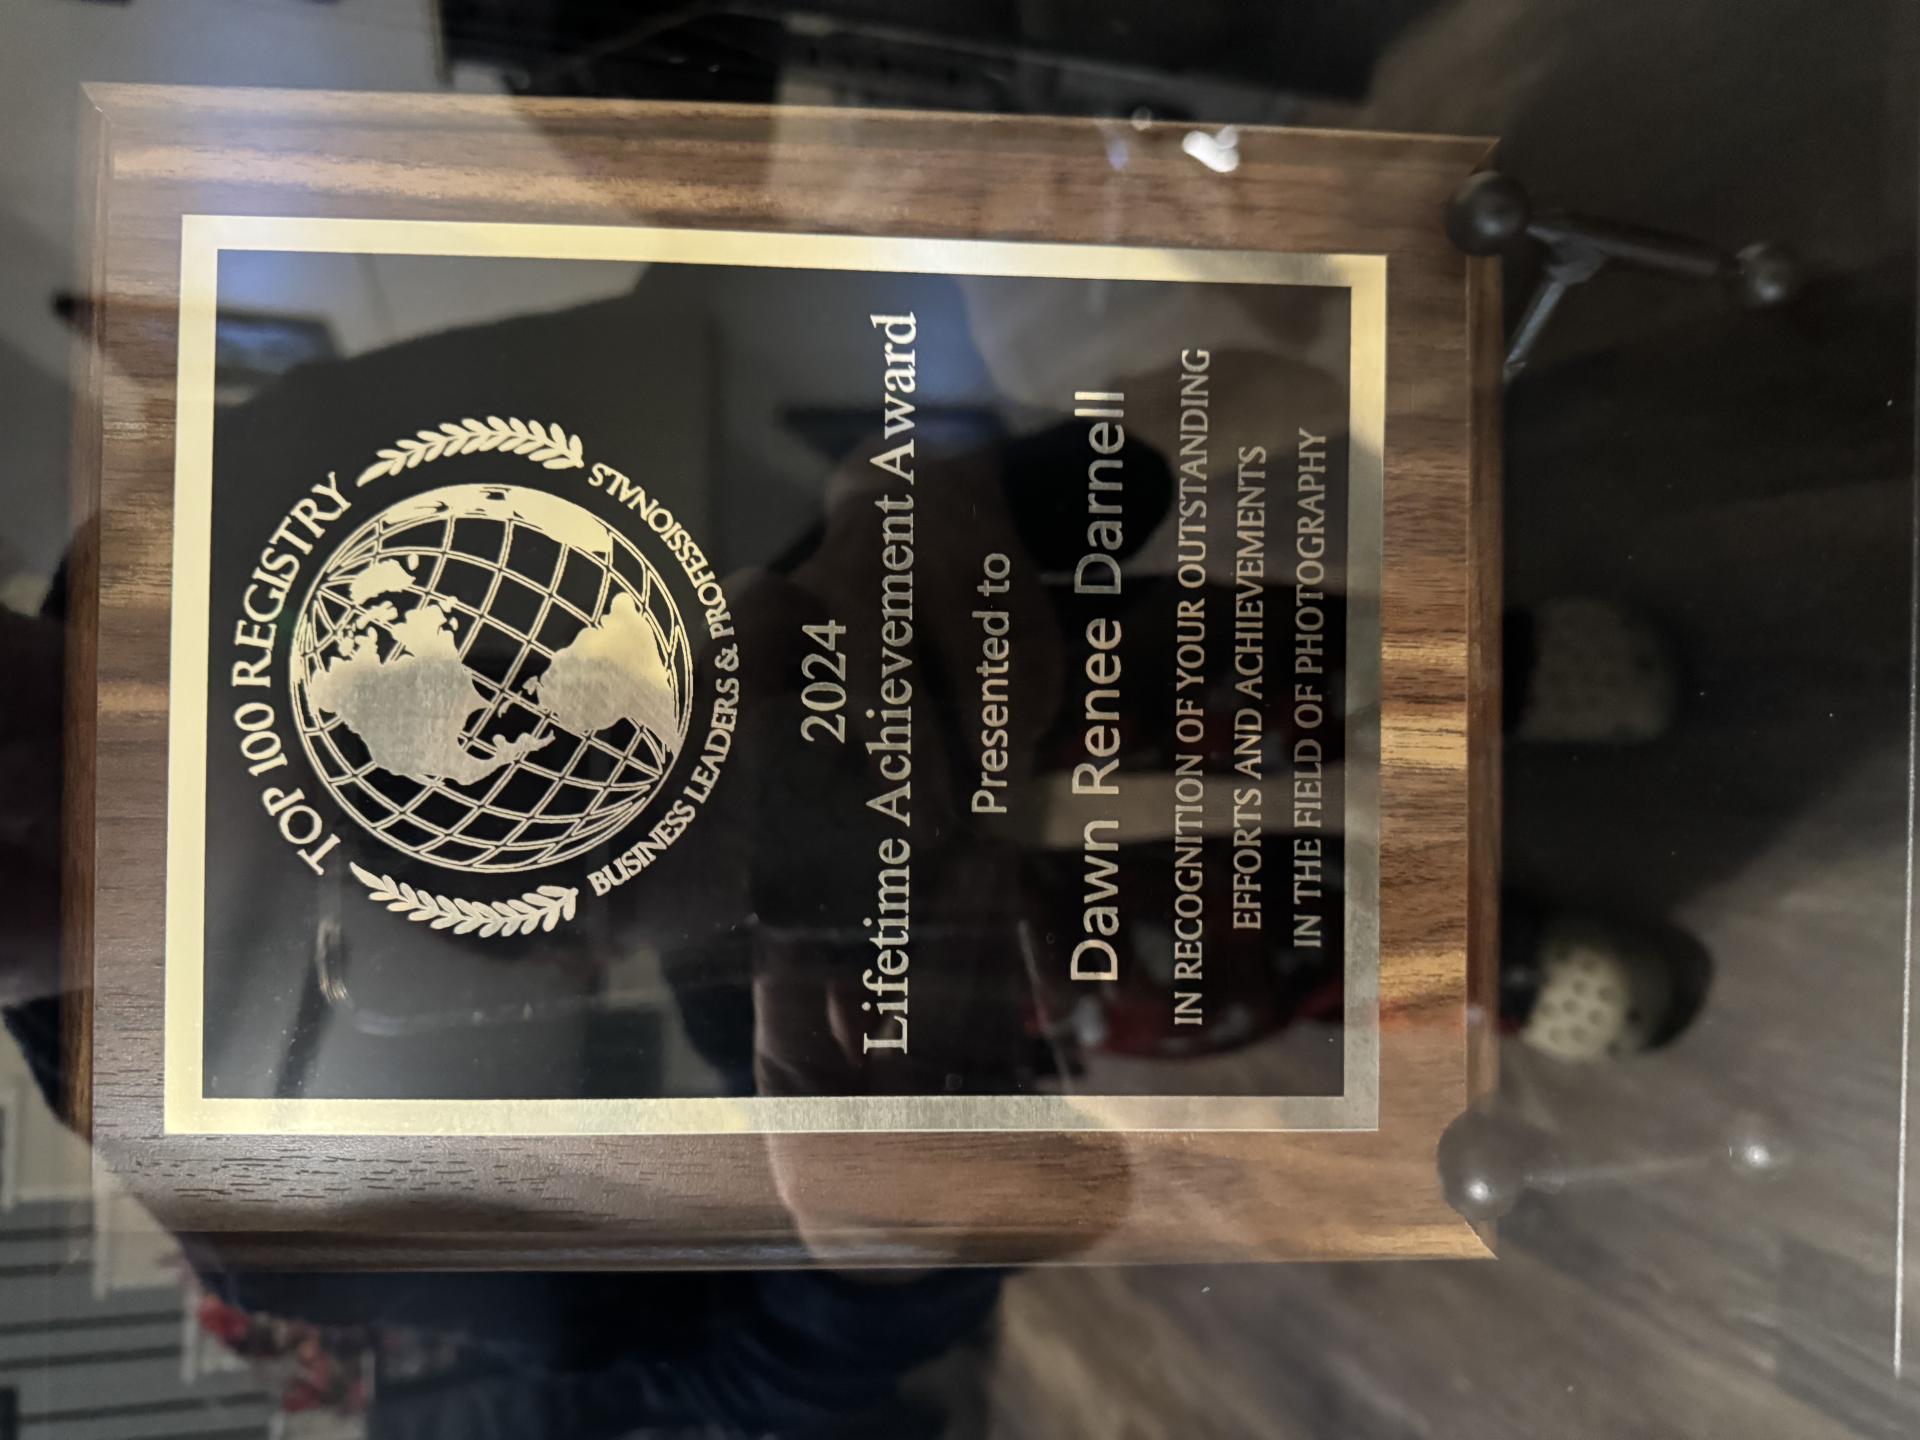 TOP 100 REGISTRY
BUSINESS LEADERS & PROFESSIONALS
2024
Lifetime Achievement Award
Presented to
Dawn Renee Darnell
IN RECOGNITION OF YOUR OUTSTANDING
EFFORTS AND ACHIEVEMENTS
IN THE FIELD OF PHOTOGRAPHY